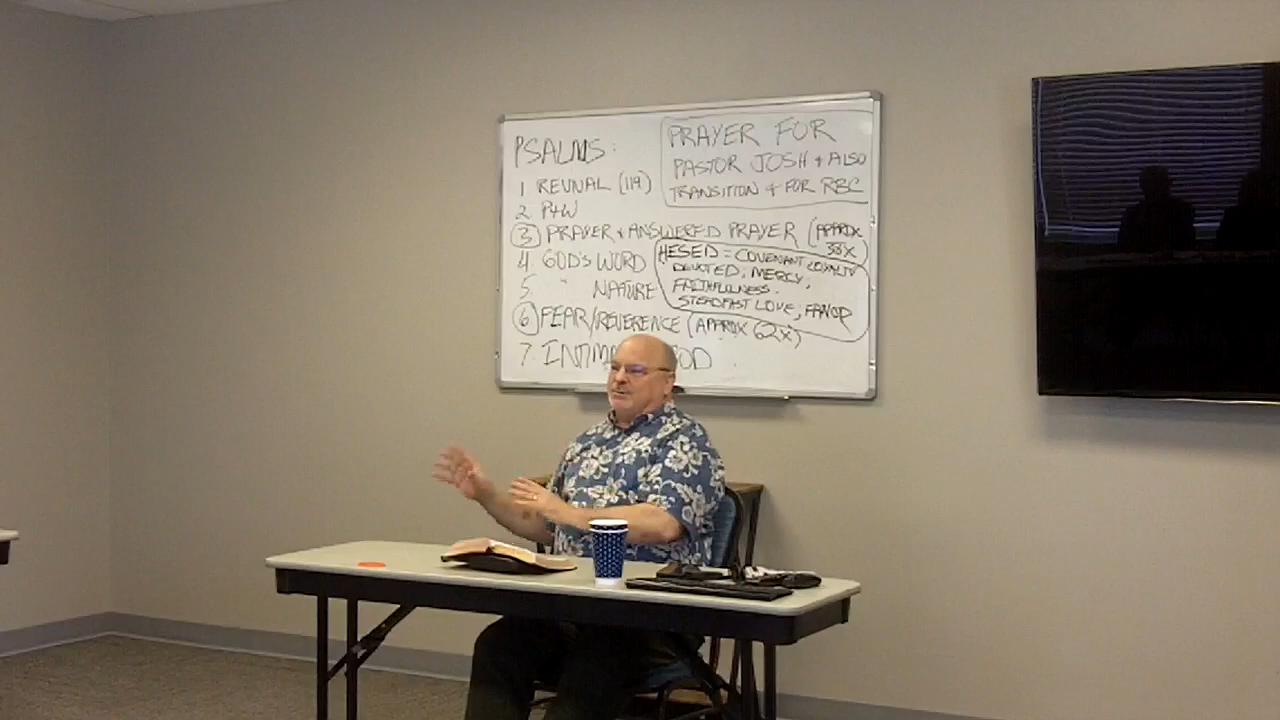 PSALMS:
1 REVIVAL (119)
2 P&W
3 PRAYER & ANSWERED PRAYER (APPROX
38X)
4 GOD'S WORD
5 " NATURE
6 FEAR/REVERENCE (APPROX 62X)
7. INTIM OD
PRAYER FOR
PASTOR JOSH & ALSO
TRANSITION & FOR RBC
HESED = COVENANT LOYALTY
DEVOTED, MERCY,
FAITHFULNESS,
STEADFAST LOVE, FAVOR